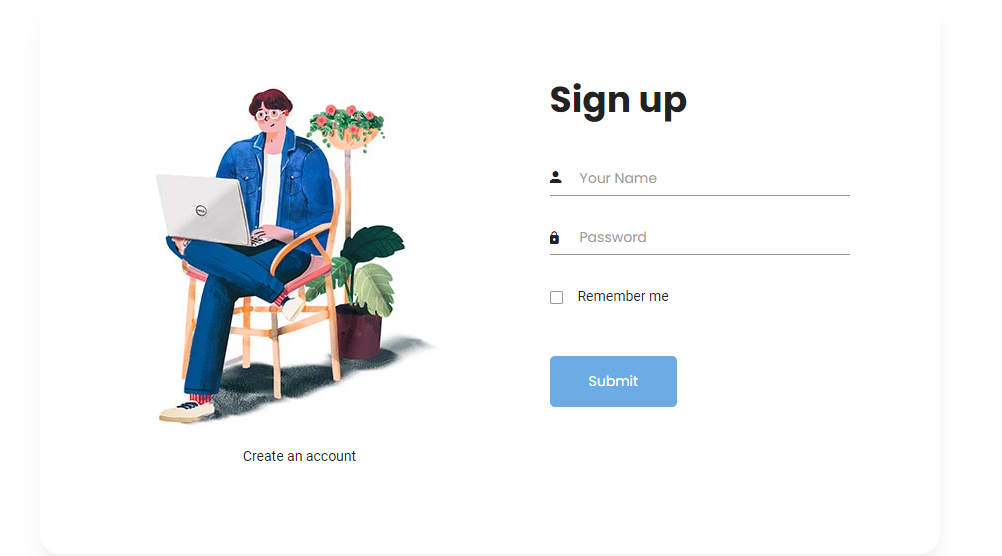 Sign up
Your Name
Password
Remember me
Submit
Create an account